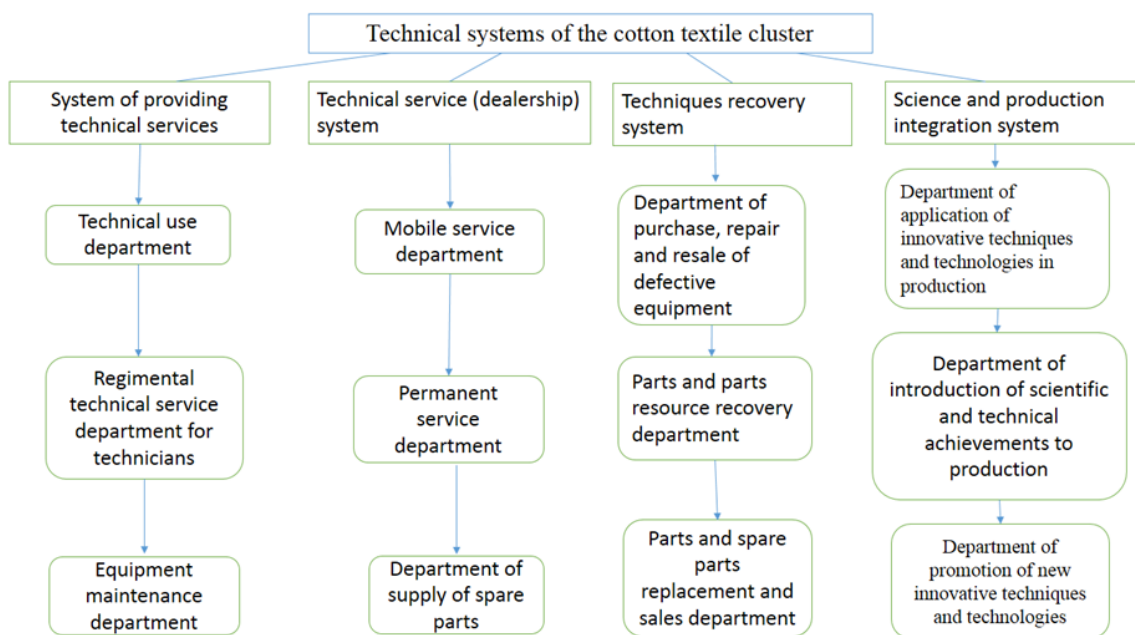 Technical systems of the cotton textile cluster
System of providing
technical services
Technical service (dealership)
system
Techniques recovery
system
Science and production
integration system
Technical use
department
Mobile service
department
Department of
purchase, repair
and resale of
defective
equipment
Department of
application of
innovative techniques
and technologies in
production
Regimental
technical service
department for
technicians
Permanent
service
department
Parts and parts
resource recovery
department
Department of
introduction of scientific
and technical
achievements to
production
Equipment
maintenance
department
Department of
supply of spare
parts
Parts and spare
parts
replacement and
sales department
Department of
promotion of new
innovative techniques
and technologies